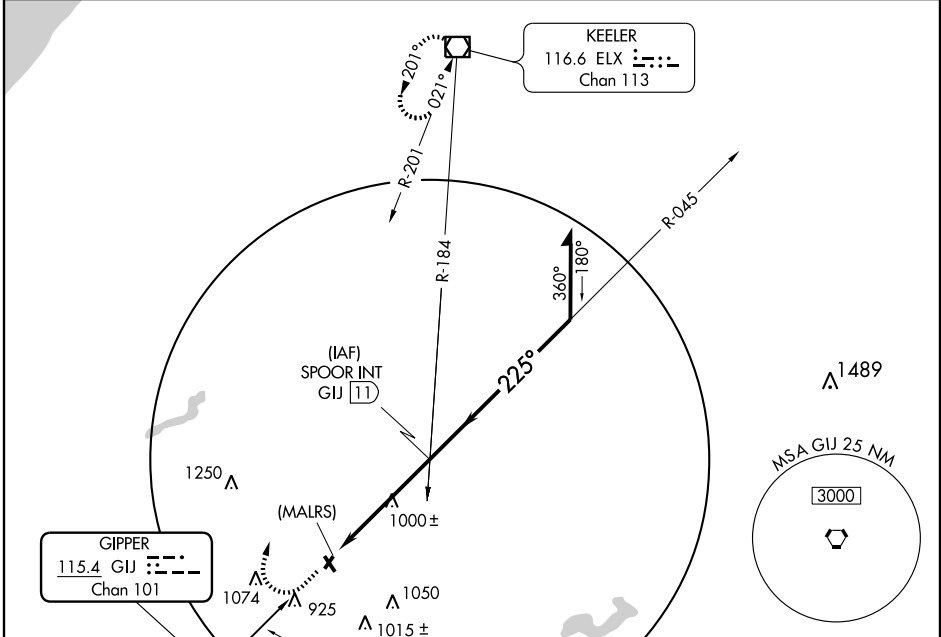 KEELER
116.6 ELX
Chan 113
201°
021°
R-201
R-045
R-184
360°
180°
(IAF)
SPOOR INT
GIJ 11
225°
1489
MSA GIJ 25 NM
3000
1250
(MALRS)
1000 ±
GIPPER
115.4 GIJ
Chan 101
1074
925
1050
1015 ±